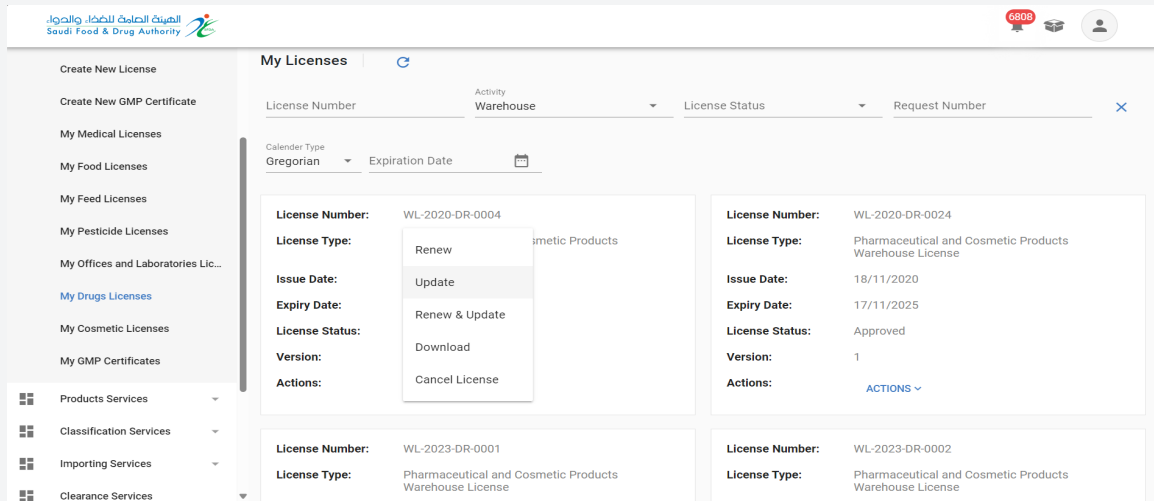 الهيئة العامة للغذاء والدواء
Saudi Food & Drug Authority
6808
Create New License
Create New GMP Certificate
My Medical Licenses
My Food Licenses
My Feed Licenses
My Pesticide Licenses
My Offices and Laboratories Lic...
My Drugs Licenses
My Cosmetic Licenses
My GMP Certificates
Products Services
Classification Services
Importing Services
Clearance Services
My Licenses
License Number
Activity
Warehouse
License Status
Request Number
Calender Type
Gregorian
Expiration Date
License Number: WL-2020-DR-0004
License Type: smetic Products
Issue Date:
Expiry Date:
License Status:
Version:
Actions:
Renew
Update
Renew & Update
Download
Cancel License
License Number: WL-2020-DR-0024
License Type: Pharmaceutical and Cosmetic Products
Warehouse License
Issue Date: 18/11/2020
Expiry Date: 17/11/2025
License Status: Approved
Version: 1
Actions: ACTIONS
License Number: WL-2023-DR-0001
License Type: Pharmaceutical and Cosmetic Products
Warehouse License
License Number: WL-2023-DR-0002
License Type: Pharmaceutical and Cosmetic Products
Warehouse License